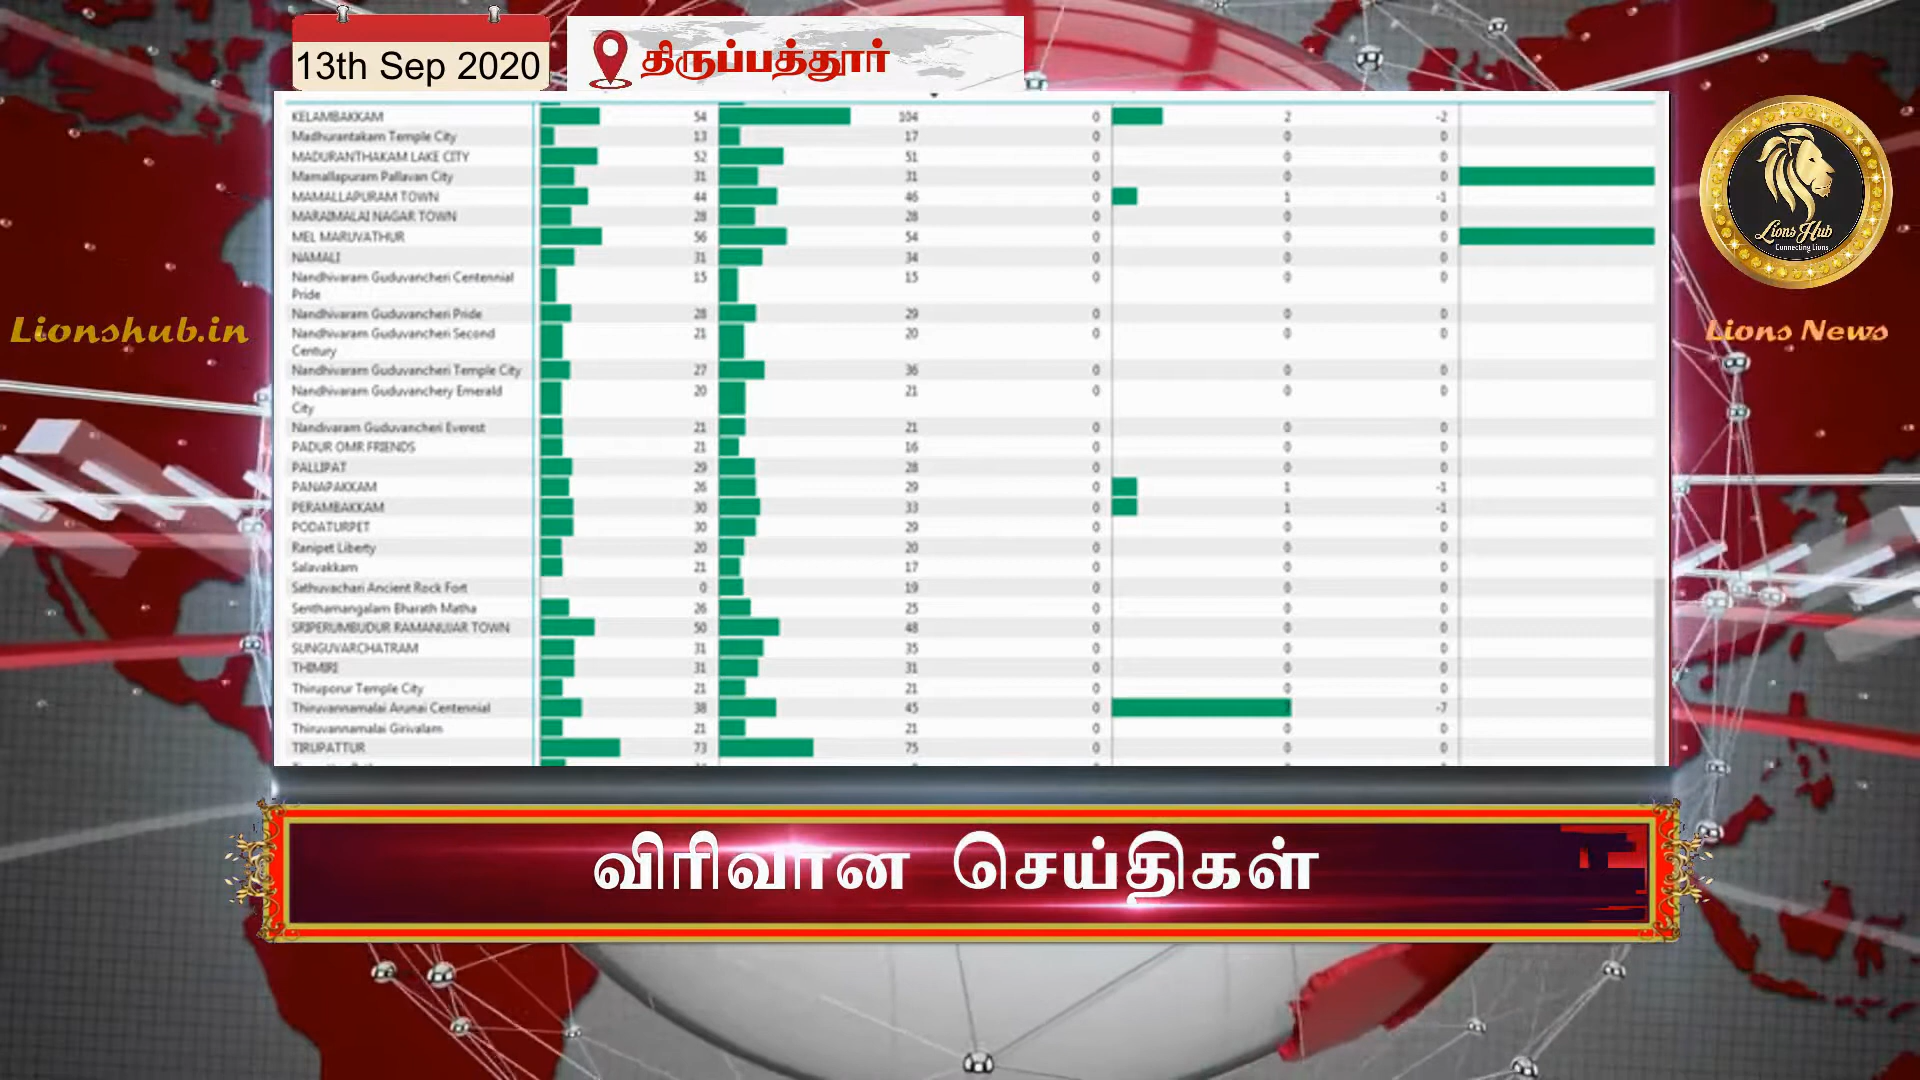 13th Sep 2020
திருப்பத்தூர்
KELAMBAKKAM 54 104 0 2 -2
Madhurantakam Temple City 13 17 0 0 0
MADURANTHAKAM LAKE CITY 52 51 0 0 0
Mamallapuram Pallavan City 31 31 0 0 0
MAMALLAPURAM TOWN 44 46 0 1 -1
MARAIMALAI NAGAR TOWN 28 28 0 0 0
MEL MARUVATHUR 56 54 0 0 0
NAMALI 31 34 0 0 0
Nandhivaram Guduvancheri Centennial 15 15 0 0 0
Pride
Nandhivaram Guduvancheri Pride 28 29 0 0 0
Nandhivaram Guduvancheri Second 21 20 0 0 0
Century
Nandhivaram Guduvancheri Temple City 27 36 0 0 0
Nandhivaram Guduvanchery Emerald 20 21 0 0 0
City
Nandivaram Guduvancheri Everest 21 21 0 0 0
PADUR OMR FRIENDS 21 16 0 0 0
PALLIPAT 29 28 0 0 0
PANAPAKKAM 26 29 0 1 -1
PERAMBAKKAM 30 33 0 1 -1
PODATURPET 30 29 0 0 0
Ranipet Liberty 20 20 0 0 0
Salavakkam 21 17 0 0 0
Sathuvachari Ancient Rock Fort 0 19 0 0 0
Senthamangalam Bharath Matha 26 25 0 0 0
SRIPERUMBUDUR RAMANUJAR TOWN 50 48 0 0 0
SUNGUVARCHATRAM 31 35 0 0 0
THIMIRI 31 31 0 0 0
Thiruporur Temple City 21 21 0 0 0
Thiruvannamalai Arunai Centennial 38 45 0 -7
Thiruvannamalai Girivalam 21 21 0 0 0
TIRUPATTUR 73 75 0 0 0
Lions Hub
Connecting Lions
Lionshub.in
Lions News
விரிவான செய்திகள்